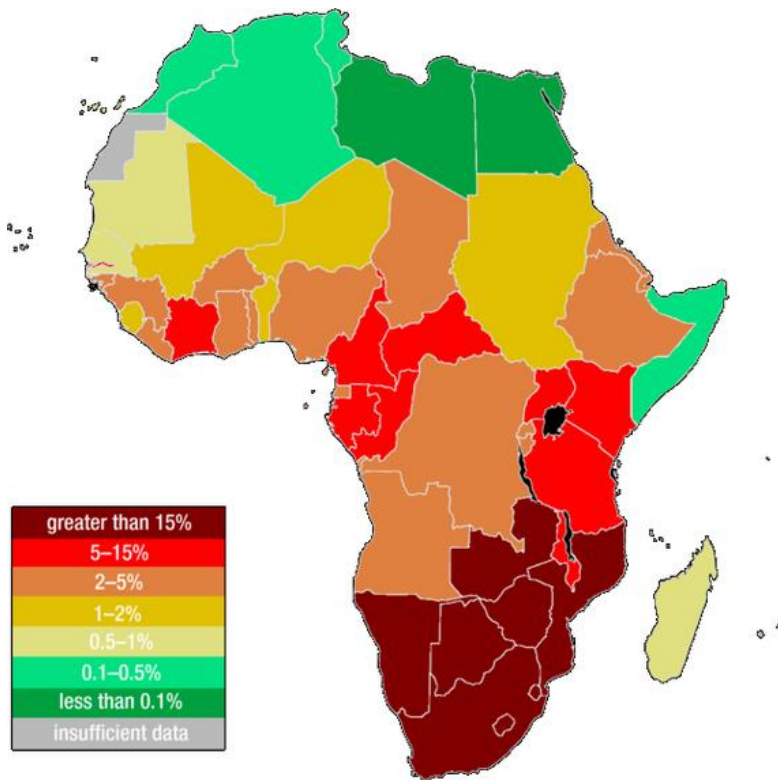 greater than 15%
5–15%
2–5%
1–2%
0.5–1%
0.1–0.5%
less than 0.1%
insufficient data